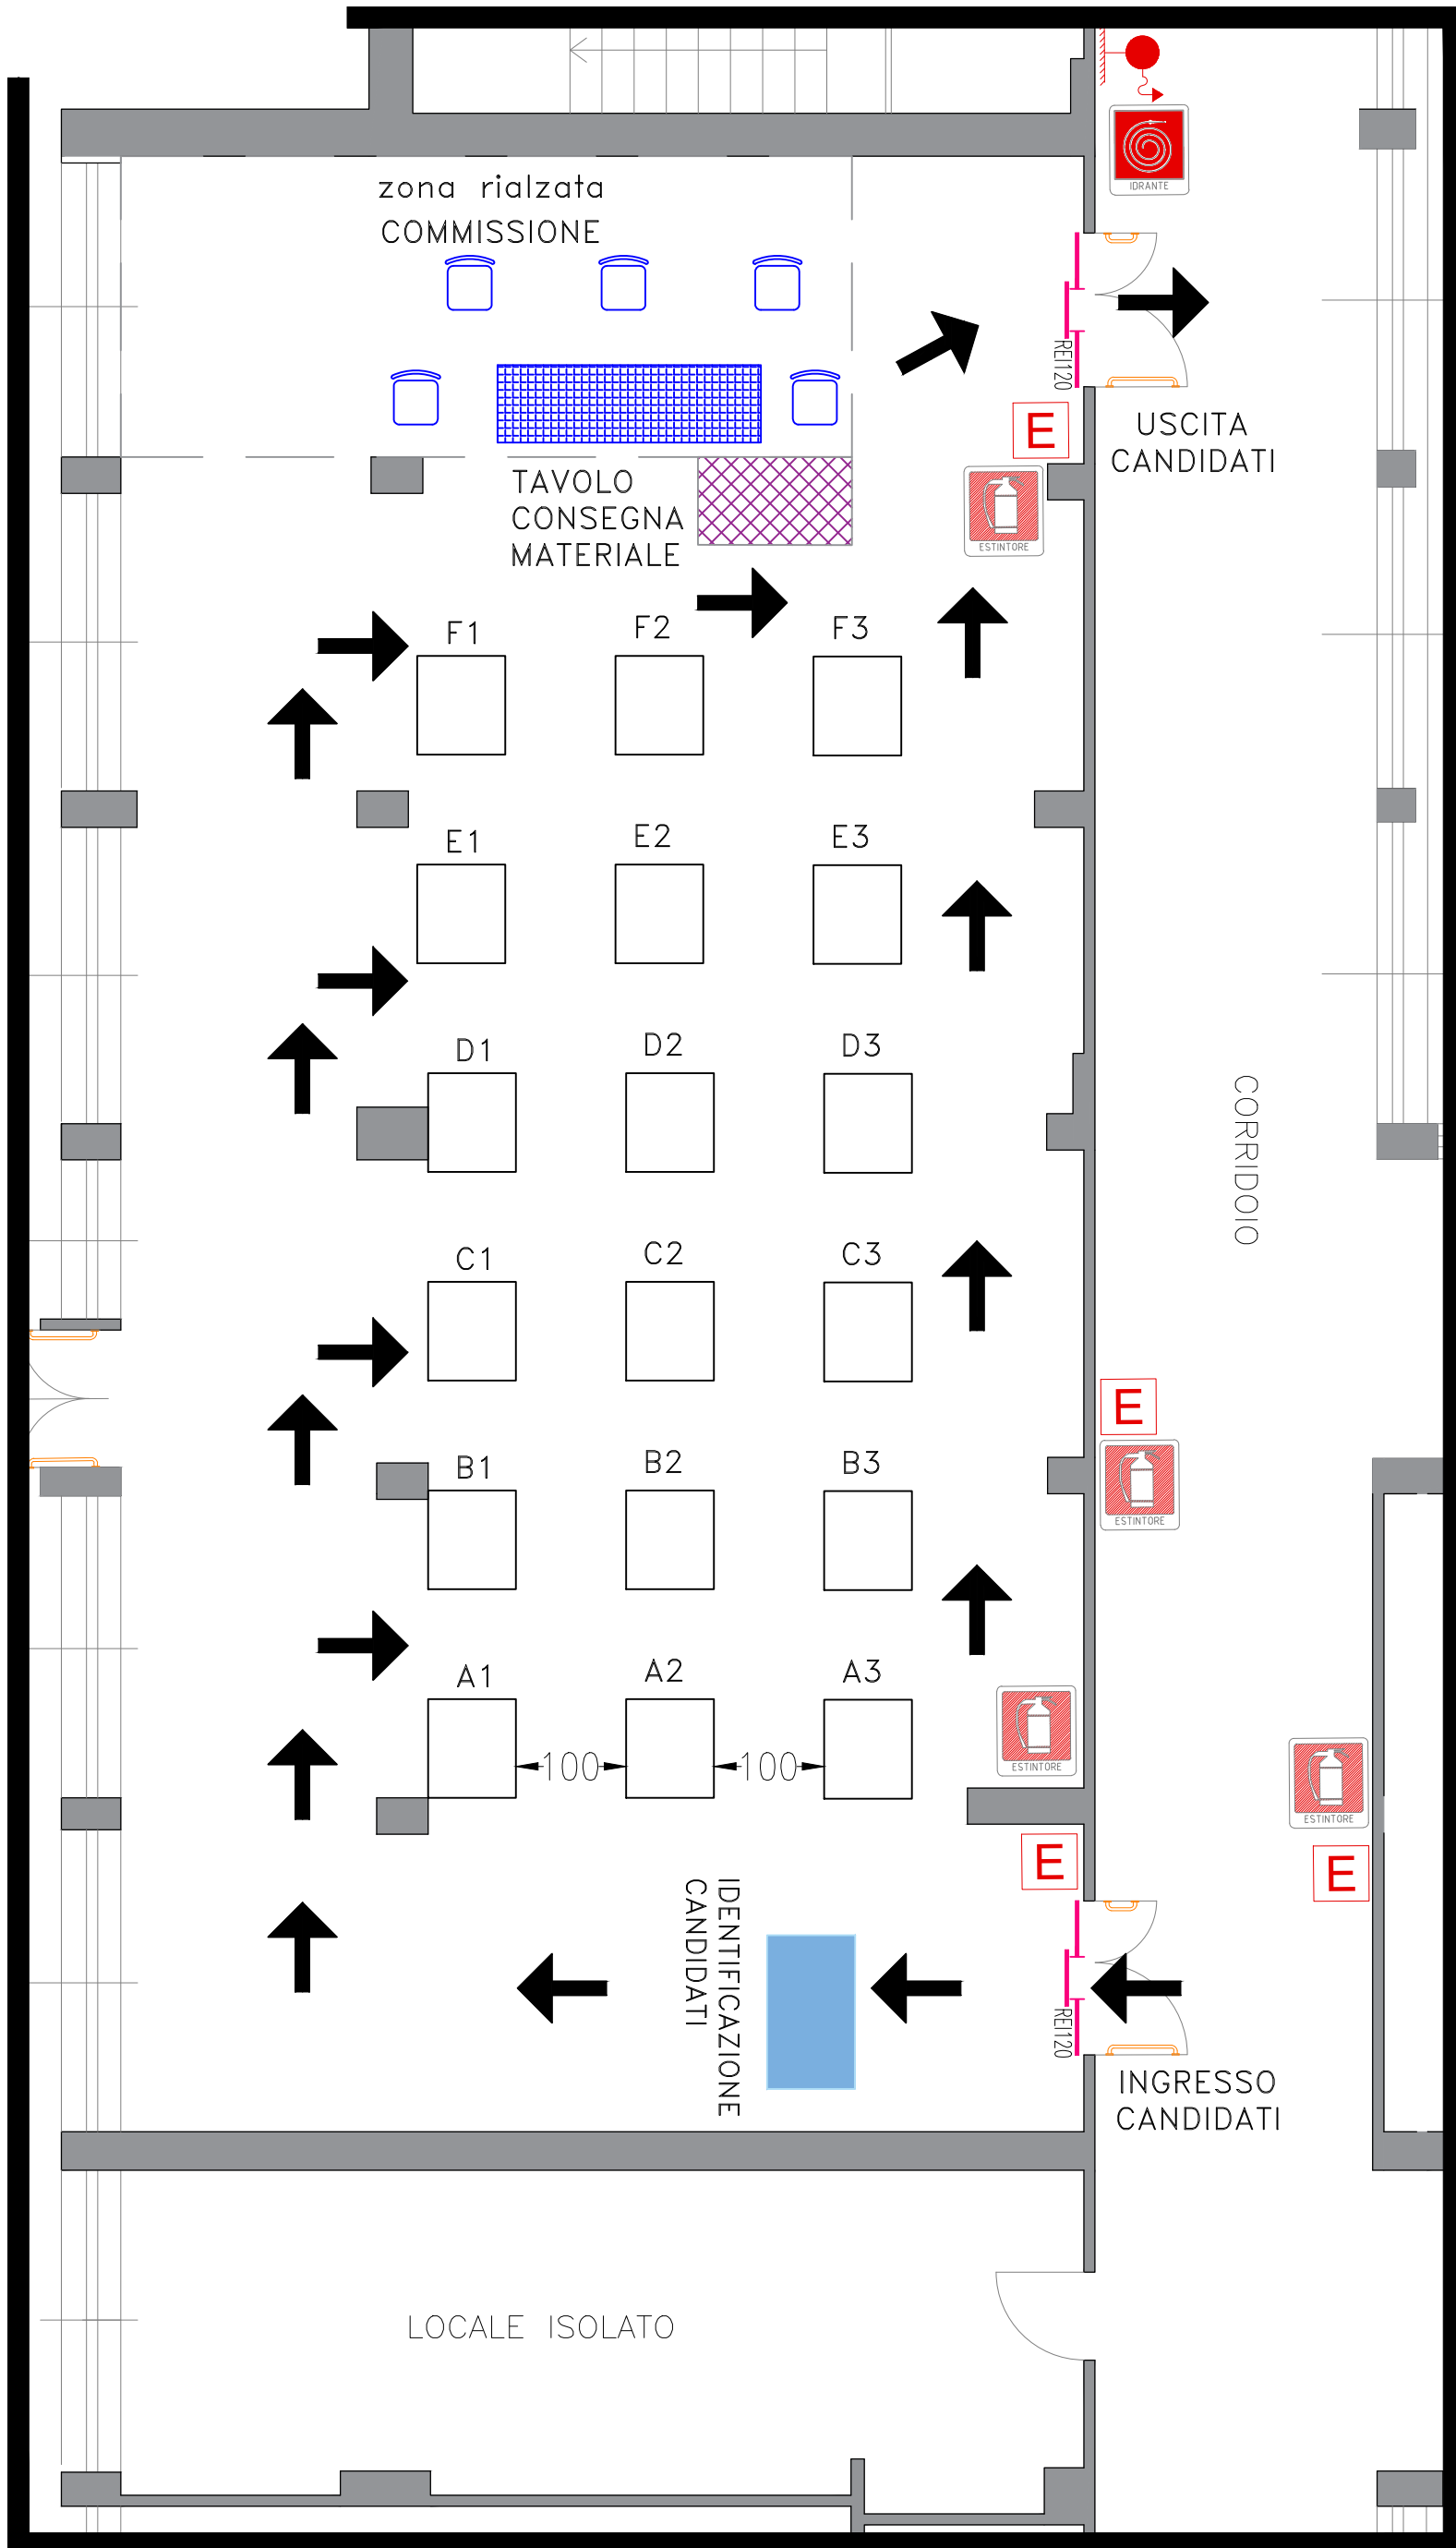 IDRANTE
zona rialzata
COMMISSIONE
REI120
E
USCITA
CANDIDATI
TAVOLO
CONSEGNA
MATERIALE
ESTINTORE
F1
F2
F3
E1
E2
E3
D1
D2
D3
CORRIDOIO
C1
C2
C3
E
ESTINTORE
B1
B2
B3
A1
A2
A3
100
100
ESTINTORE
ESTINTORE
E
E
IDENTIFICAZIONE
CANDIDATI
REI120
INGRESSO
CANDIDATI
LOCALE ISOLATO